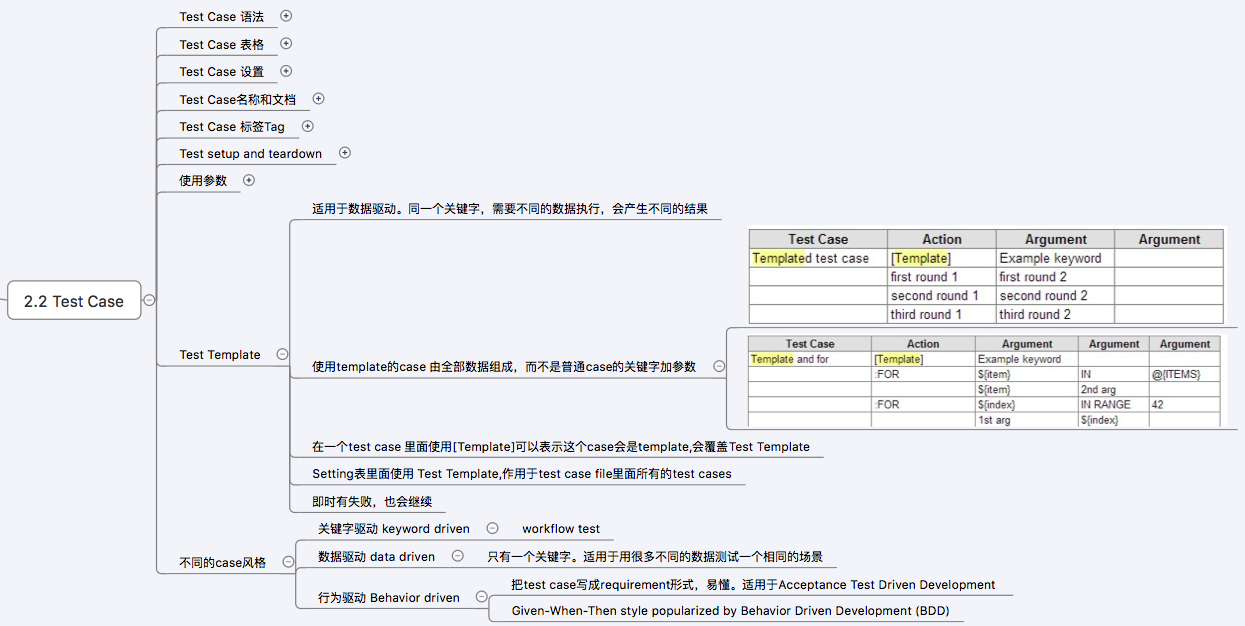 Test Case 语法
Test Case 表格
Test Case 设置
Test Case名称和文档
Test Case 标签Tag
Test setup and teardown
使用参数
2.2 Test Case
Test Template
适用于数据驱动。同一个关键字，需要不同的数据执行，会产生不同的结果
使用template的case 由全部数据组成，而不是普通case的关键字加参数
Test Case Action Argument Argument
Templated test case [Template] Example keyword
first round 1 first round 2
second round 1 second round 2
third round 1 third round 2
Test Case Action Argument Argument Argument
Template and for [Template] Example keyword
:FOR ${item} IN @{ITEMS}
${item} 2nd arg
:FOR ${index} IN RANGE 42
1st arg ${index}
在一个test case 里面使用[Template]可以表示这个case会是template,会覆盖Test Template
Setting表里面使用 Test Template,作用于test case file里面所有的test cases
即时有失败，也会继续
不同的case风格
关键字驱动 keyword driven
workflow test
数据驱动 data driven
只有一个关键字。适用于用很多不同的数据测试一个相同的场景
行为驱动 Behavior driven
把test case写成requirement形式，易懂。适用于Acceptance Test Driven Development
Given-When-Then style popularized by Behavior Driven Development (BDD)